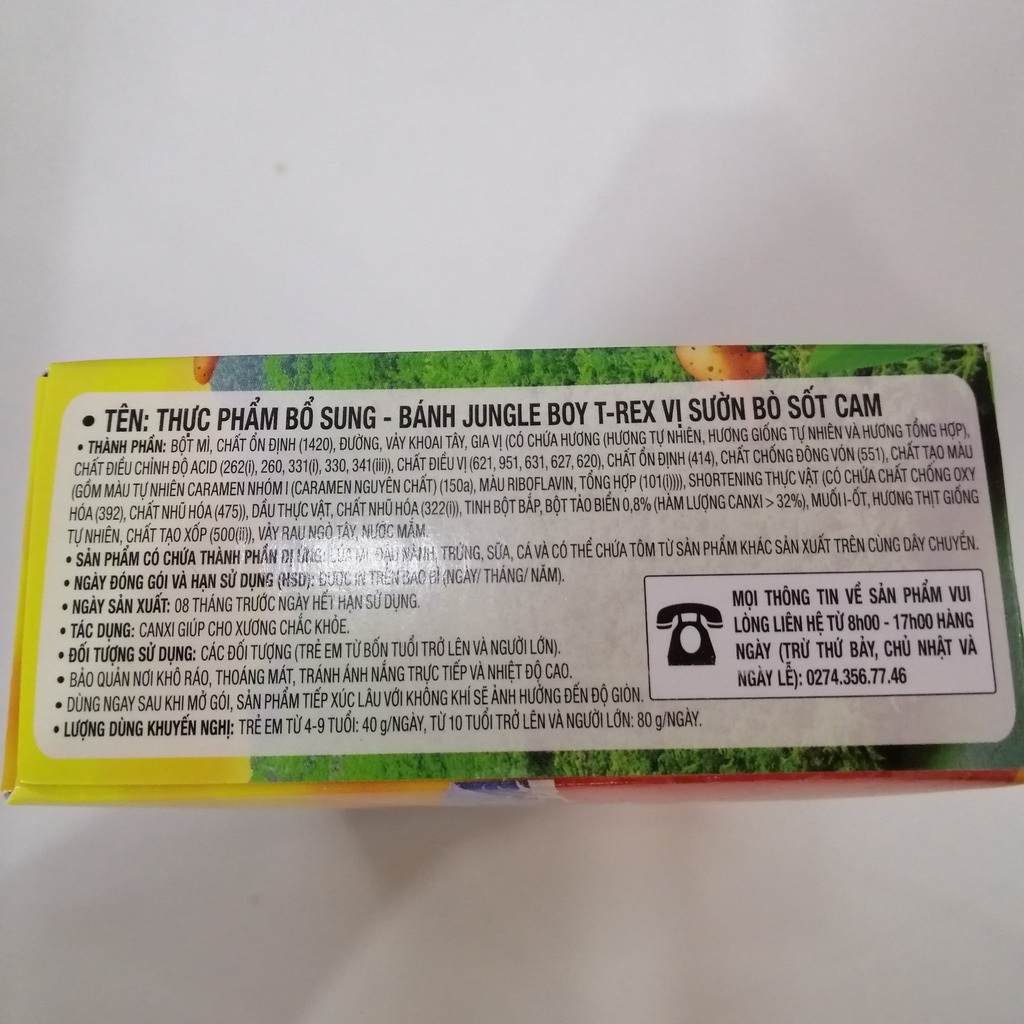 • TÊN: THỰC PHẨM BỔ SUNG - BÁNH JUNGLE BOY T-REX VỊ SƯỜN BÒ SỐT CAM
• THÀNH PHẦN: BỘT MÌ, CHẤT ỔN ĐỊNH (1420), ĐƯỜNG, VẢY KHOAI TÂY, GIA VỊ (CÓ CHỨA HƯƠNG (HƯƠNG TỰ NHIÊN, HƯƠNG GIỐNG TỰ NHIÊN VÀ HƯƠNG TỔNG HỢP),
CHẤT ĐIỀU CHỈNH ĐỘ ACID (262(i), 260, 331(i), 330, 341(iii)), CHẤT ĐIỀU VỊ (621, 951, 631, 627, 620), CHẤT ỔN ĐỊNH (414), CHẤT CHỐNG ĐÔNG VÓN (551), CHẤT TẠO MÀU
(GỒM MÀU TỰ NHIÊN CARAMEN NHÓM I (CARAMEN NGUYÊN CHẤT) (150a), MÀU RIBOFLAVIN, TỔNG HỢP (101(i)))), SHORTENING THỰC VẬT (CÓ CHỨA CHẤT CHỐNG OXY
HÓA (392), CHẤT NHŨ HÓA (475)), DẦU THỰC VẬT, CHẤT NHŨ HÓA (322(i)), TINH BỘT BẮP, BỘT TẢO BIỂN 0,8% (HÀM LƯỢNG CANXI > 32%), MUỐI I-ỐT, HƯƠNG THỊT GIỐNG
TỰ NHIÊN, CHẤT TẠO XỐP (500(ii)), VẢY RAU NGÒ TÂY, NƯỚC MẮM.
• SẢN PHẨM CÓ CHỨA THÀNH PHẦN DỊ ỨNG: LÚA MÌ, ĐẬU NÀNH, TRỨNG, SỮA, CÁ VÀ CÓ THỂ CHỨA TÔM TỪ SẢN PHẨM KHÁC SẢN XUẤT TRÊN CÙNG DÂY CHUYỀN.
• NGÀY ĐÓNG GÓI VÀ HẠN SỬ DỤNG (HSD): ĐƯỢC IN TRÊN BAO BÌ (NGÀY/ THÁNG/ NĂM).
• NGÀY SẢN XUẤT: 08 THÁNG TRƯỚC NGÀY HẾT HẠN SỬ DỤNG.
• TÁC DỤNG: CANXI GIÚP CHO XƯƠNG CHẮC KHỎE.
• ĐỐI TƯỢNG SỬ DỤNG: CÁC ĐỐI TƯỢNG (TRẺ EM TỪ BỐN TUỔI TRỞ LÊN VÀ NGƯỜI LỚN).
• BẢO QUẢN NƠI KHÔ RÁO, THOÁNG MÁT, TRÁNH ÁNH NẮNG TRỰC TIẾP VÀ NHIỆT ĐỘ CAO.
• DÙNG NGAY SAU KHI MỞ GÓI, SẢN PHẨM TIẾP XÚC LÂU VỚI KHÔNG KHÍ SẼ ẢNH HƯỞNG ĐẾN ĐỘ GIÒN.
• LƯỢNG DÙNG KHUYẾN NGHỊ: TRẺ EM TỪ 4-9 TUỔI: 40 g/NGÀY, TỪ 10 TUỔI TRỞ LÊN VÀ NGƯỜI LỚN: 80 g/NGÀY.
MỌI THÔNG TIN VỀ SẢN PHẨM VUI
LÒNG LIÊN HỆ TỪ 8h00 - 17h00 HÀNG
NGÀY (TRỪ THỨ BẢY, CHỦ NHẬT VÀ
NGÀY LỄ): 0274.356.77.46